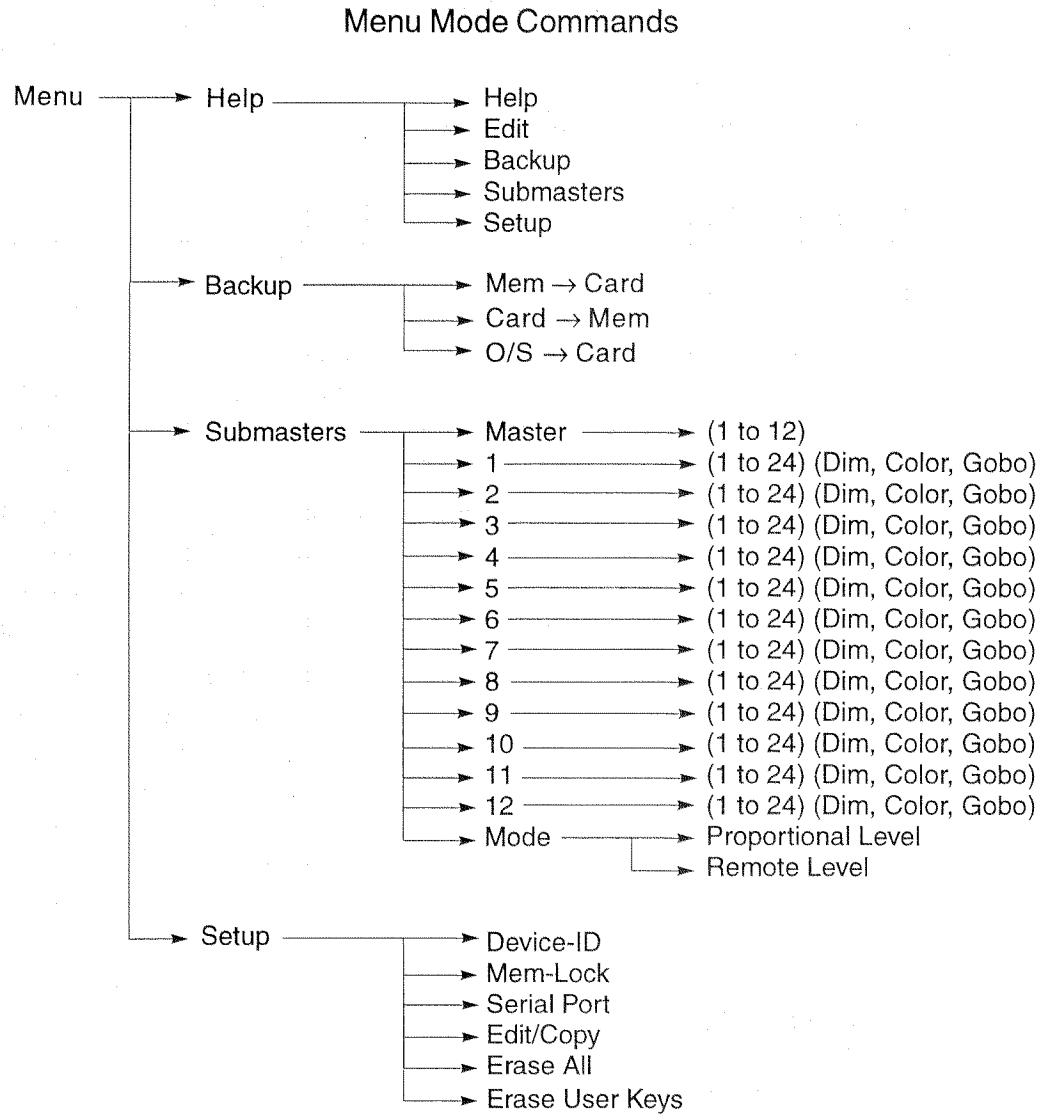 Menu Mode Commands
Menu Help Help
Edit
Backup
Submasters
Setup
Backup Mem → Card
Card → Mem
O/S → Card
Submasters Master (1 to 12)
1 (1 to 24) (Dim, Color, Gobo)
2 (1 to 24) (Dim, Color, Gobo)
3 (1 to 24) (Dim, Color, Gobo)
4 (1 to 24) (Dim, Color, Gobo)
5 (1 to 24) (Dim, Color, Gobo)
6 (1 to 24) (Dim, Color, Gobo)
7 (1 to 24) (Dim, Color, Gobo)
8 (1 to 24) (Dim, Color, Gobo)
9 (1 to 24) (Dim, Color, Gobo)
10 (1 to 24) (Dim, Color, Gobo)
11 (1 to 24) (Dim, Color, Gobo)
12 (1 to 24) (Dim, Color, Gobo)
Mode Proportional Level
Remote Level
Setup Device-ID
Mem-Lock
Serial Port
Edit/Copy
Erase All
Erase User Keys